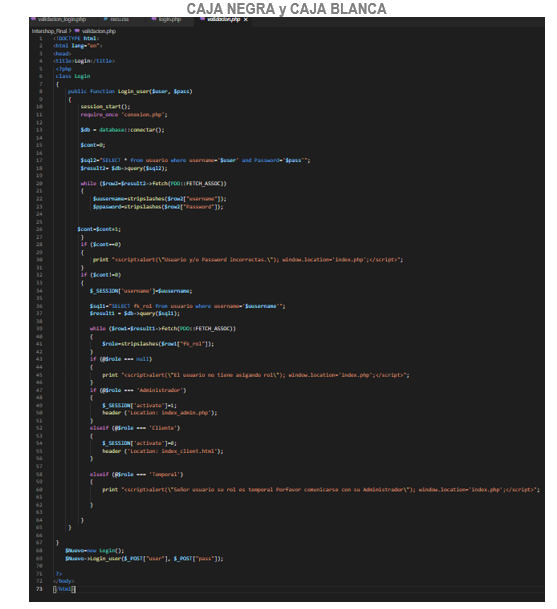 CAJA NEGRA y CAJA BLANCA
validacion_login.php menu.css login.php validacion.php ×
Intershop_Final > validacion.php
1 <!DOCTYPE html>
2 <html lang="en">
3 <head>
4 <title>Login</title>
5 <?php
6 class Login
7 {
8 public function Login_user($user, $pass)
9 {
10 session_start();
11 require_once 'conexion.php';
12
13 $db = database::conectar();
14
15 $cont=0;
16
17 $sql2="SELECT * from usuario where username='$user' and Password='$pass'";
18 $result2= $db->query($sql2);
19
20 while ($row2=$result2->fetch(PDO::FETCH_ASSOC))
21 {
22 $uusername=stripslashes($row2["username"]);
23 $ppasword=stripslashes($row2["Password"]);
24
25
26 $cont=$cont+1;
27 }
28 if ($cont==0)
29 {
30 print "<script>alert(\"Usuario y/o Password incorrectas.\"); window.location='index.php';</script>";
31 }
32 if ($cont!=0)
33 {
34 $_SESSION['username']=$uusername;
35
36 $sql1="SELECT fk_rol from usuario where username='$uusername'";
37 $result1 = $db->query($sql1);
38
39 while ($row1=$result1->fetch(PDO::FETCH_ASSOC))
40 {
41 $role=stripslashes($row1["fk_rol"]);
42 }
43 if (@$role === null)
44 {
45 print "<script>alert(\"El usuario no tiene asigando rol\"); window.location='index.php';</script>";
46 }
47 if (@$role === 'Administrador')
48 {
49 $_SESSION['activate']=1;
50 header ('Location: index_admin.php');
51 }
52 elseif (@$role === 'Cliente')
53 {
54 $_SESSION['activate']=0;
55 header ('Location: index_client.html');
56 }
57
58 elseif (@$role === 'Temporal')
59 {
60 print "<script>alert(\"Señor usuario su rol es temporal Porfavor comunicarse con su Administrador\"); window.location='index.php';</script>";
61
62 }
63
64 }
65 }
66
67 }
68 $Nuevo=new Login();
69 $Nuevo->Login_user($_POST["user"], $_POST["pass"]);
70
71 ?>
72 </body>
73 </html>